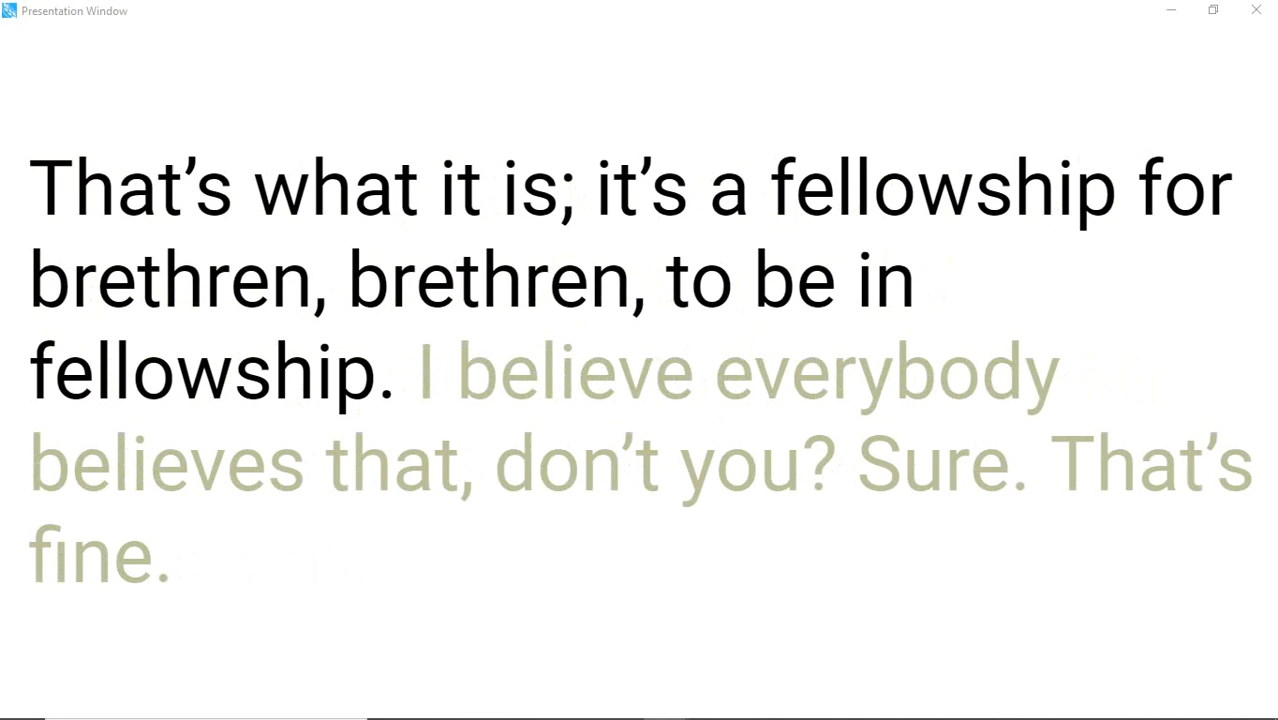 Presentation Window
That’s what it is; it’s a fellowship for
brethren, brethren, to be in
fellowship. I believe everybody
believes that, don’t you? Sure. That’s
fine.